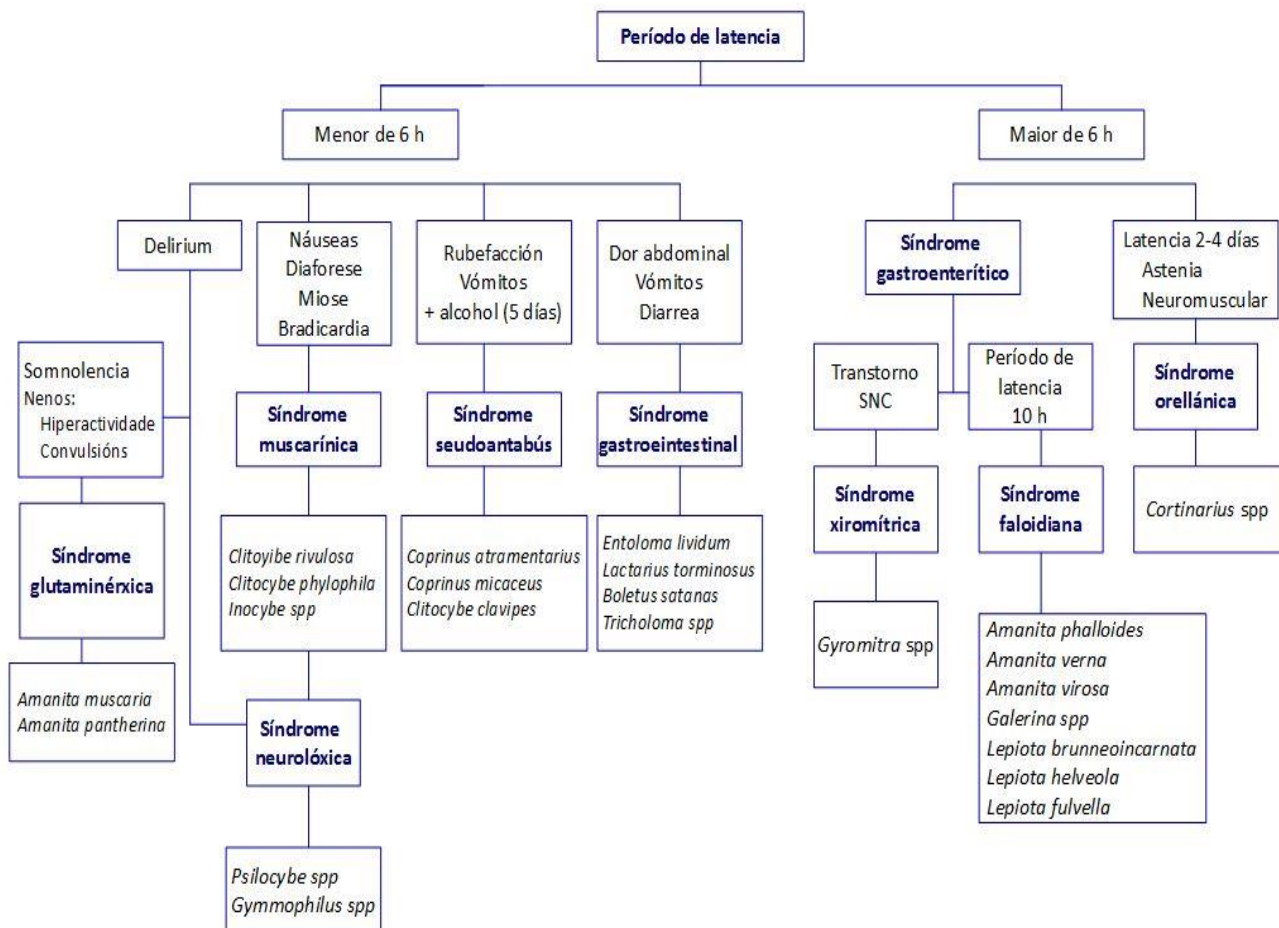 Período de latencia
Menor de 6 h
Maior de 6 h
Delirium
Náuseas
Diaforese
Miose
Bradicardia
Rubefacción
Vómitos
+ alcohol (5 días)
Dor abdominal
Vómitos
Diarrea
Síndrome
gastroenterítico
Latencia 2-4 días
Astenia
Neuromuscular
Somnolencia
Nenos:
Hiperactividade
Convulsións
Síndrome
muscarínica
Síndrome
seudoantabús
Síndrome
gastroeintestinal
Transtorno
SNC
Período de
latencia
10 h
Síndrome
orellánica
Síndrome
glutaminérxica
Clitoyibe rivulosa
Clitocybe phylophila
Inocybe spp
Coprinus atramentarius
Coprinus micaceus
Clitocybe clavipes
Entoloma lividum
Lactarius torminosus
Boletus satanas
Tricholoma spp
Síndrome
xiromítrica
Síndrome
faloidiana
Cortinarius spp
Amanita muscaria
Amanita pantherina
Síndrome
neurolóxica
Gyromitra spp
Amanita phalloides
Amanita verna
Amanita virosa
Galerina spp
Lepiota brunneoincarnata
Lepiota helveola
Lepiota fulvella
Psilocybe spp
Gymmophilus spp